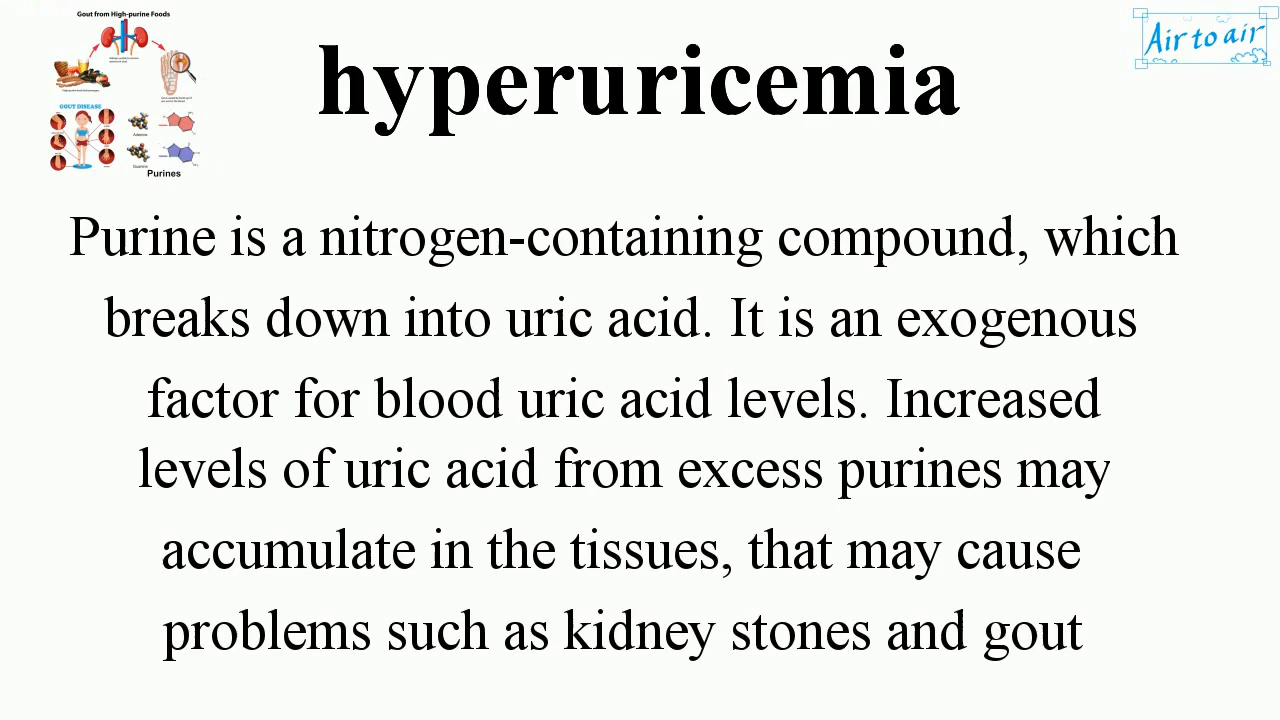 Gout from High-purine Foods
hyperuricemia
Air to air
GOUT DISEASE
Adenine
Guanine
Purines
Purine is a nitrogen-containing compound, which
breaks down into uric acid. It is an exogenous
factor for blood uric acid levels. Increased
levels of uric acid from excess purines may
accumulate in the tissues, that may cause
problems such as kidney stones and gout